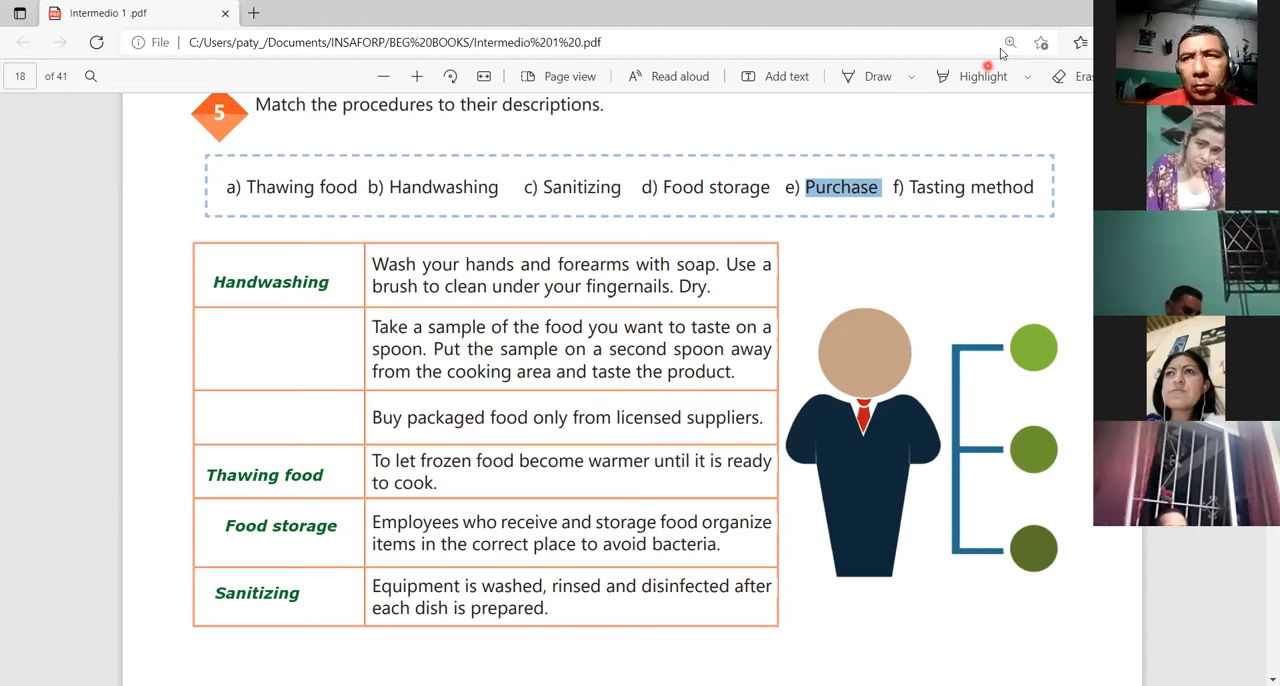 Intermedio 1 .pdf
File C:/Users/paty_/Documents/INSAFORP/BEG%20BOOKS/Intermedio%201%20.pdf
18 of 41 Page view Read aloud Add text Draw Highlight Eras
5 Match the procedures to their descriptions.
a) Thawing food b) Handwashing c) Sanitizing d) Food storage e) Purchase f) Tasting method
Handwashing
Wash your hands and forearms with soap. Use a
brush to clean under your fingernails. Dry.
Take a sample of the food you want to taste on a
spoon. Put the sample on a second spoon away
from the cooking area and taste the product.
Buy packaged food only from licensed suppliers.
Thawing food
To let frozen food become warmer until it is ready
to cook.
Food storage
Employees who receive and storage food organize
items in the correct place to avoid bacteria.
Sanitizing
Equipment is washed, rinsed and disinfected after
each dish is prepared.